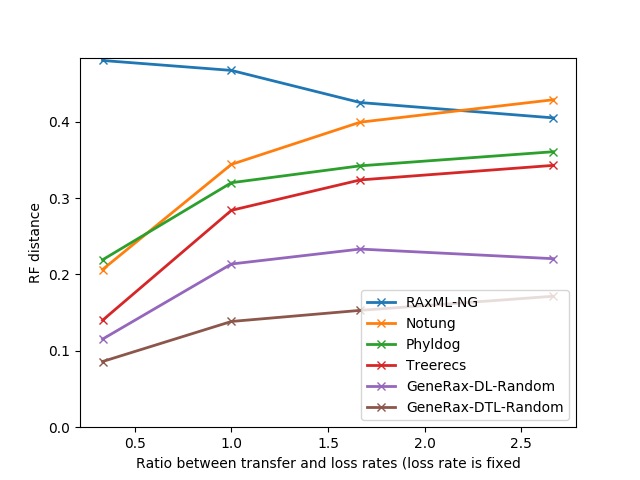 0.4
0.3
0.2
0.1
0.0
RF distance
0.5
1.0
1.5
2.0
2.5
Ratio between transfer and loss rates (loss rate is fixed
RAxML-NG
Notung
Phyldog
Treerecs
GeneRax-DL-Random
GeneRax-DTL-Random